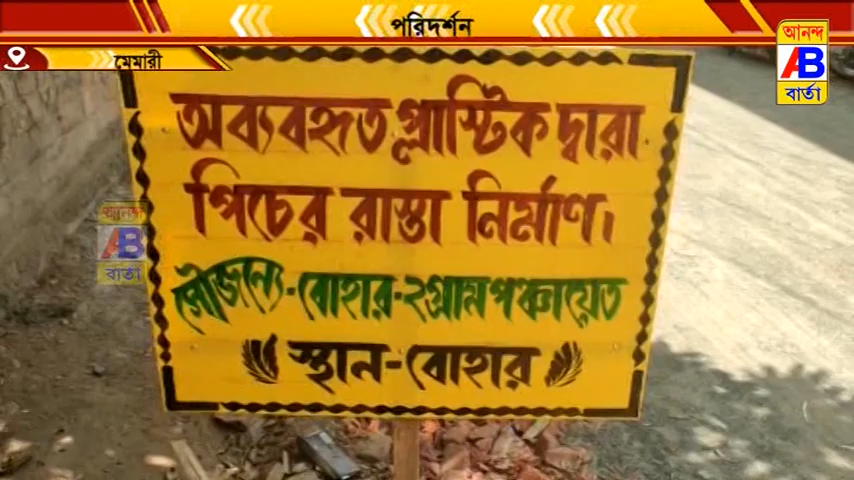 পরিদর্শন
মেমারী
আনন্দ
AB
বার্তা
অব্যবহৃত প্লাস্টিক দ্বারা
পিচের রাস্তা নির্মাণ।
সৌজন্যে-বোহার-২গ্রামপঞ্চায়েত
স্থান-বোহার
আনন্দ
AB
বার্তা